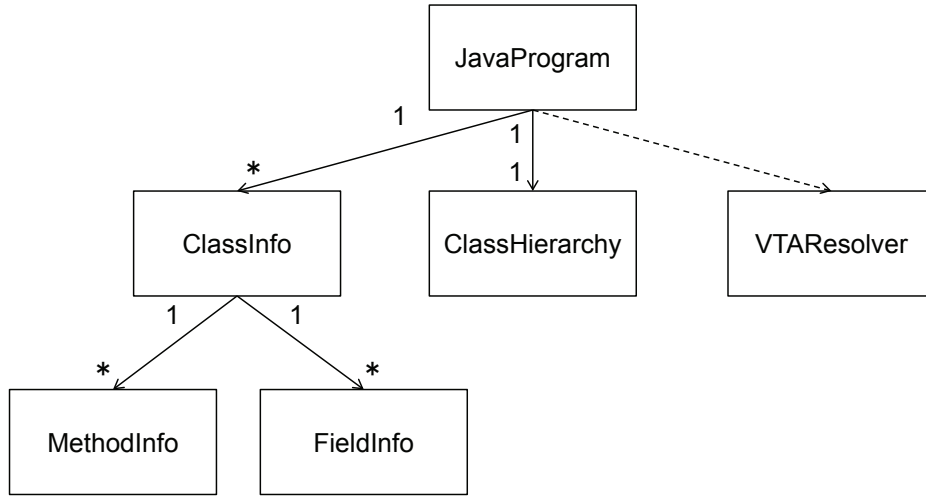 JavaProgram
1
1
*
1
ClassInfo
ClassHierarchy
VTAResolver
1
1
*
*
MethodInfo
FieldInfo